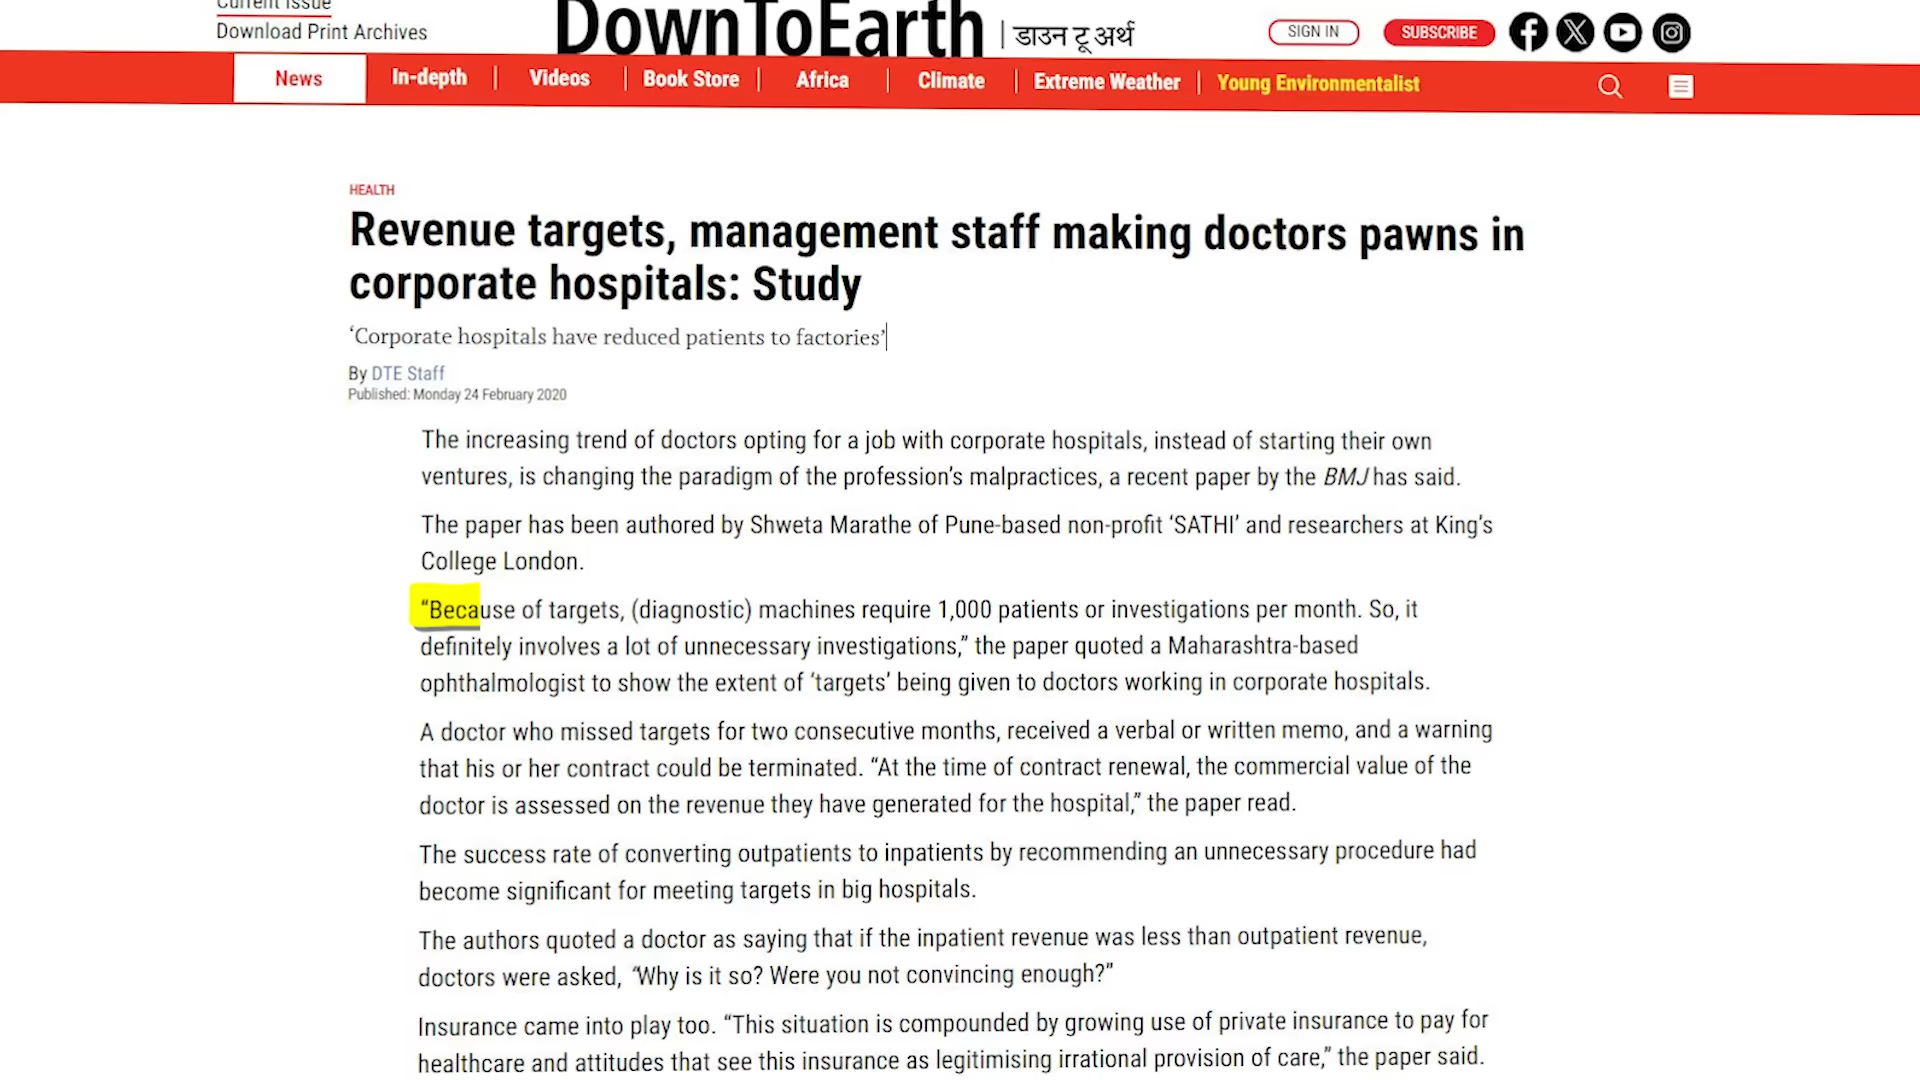 Current Issue
Download Print Archives
DownToEarth | डाउन टू अर्थ
SIGN IN
SUBSCRIBE
News
In-depth
Videos
Book Store
Africa
Climate
Extreme Weather
Young Environmentalist
HEALTH
Revenue targets, management staff making doctors pawns in
corporate hospitals: Study
‘Corporate hospitals have reduced patients to factories’
By DTE Staff
Published: Monday 24 February 2020
The increasing trend of doctors opting for a job with corporate hospitals, instead of starting their own
ventures, is changing the paradigm of the profession’s malpractices, a recent paper by the BMJ has said.
The paper has been authored by Shweta Marathe of Pune-based non-profit ‘SATHI’ and researchers at King’s
College London.
“Because of targets, (diagnostic) machines require 1,000 patients or investigations per month. So, it
definitely involves a lot of unnecessary investigations,” the paper quoted a Maharashtra-based
ophthalmologist to show the extent of ‘targets’ being given to doctors working in corporate hospitals.
A doctor who missed targets for two consecutive months, received a verbal or written memo, and a warning
that his or her contract could be terminated. “At the time of contract renewal, the commercial value of the
doctor is assessed on the revenue they have generated for the hospital,” the paper read.
The success rate of converting outpatients to inpatients by recommending an unnecessary procedure had
become significant for meeting targets in big hospitals.
The authors quoted a doctor as saying that if the inpatient revenue was less than outpatient revenue,
doctors were asked, “Why is it so? Were you not convincing enough?”
Insurance came into play too. “This situation is compounded by growing use of private insurance to pay for
healthcare and attitudes that see this insurance as legitimising irrational provision of care,” the paper said.